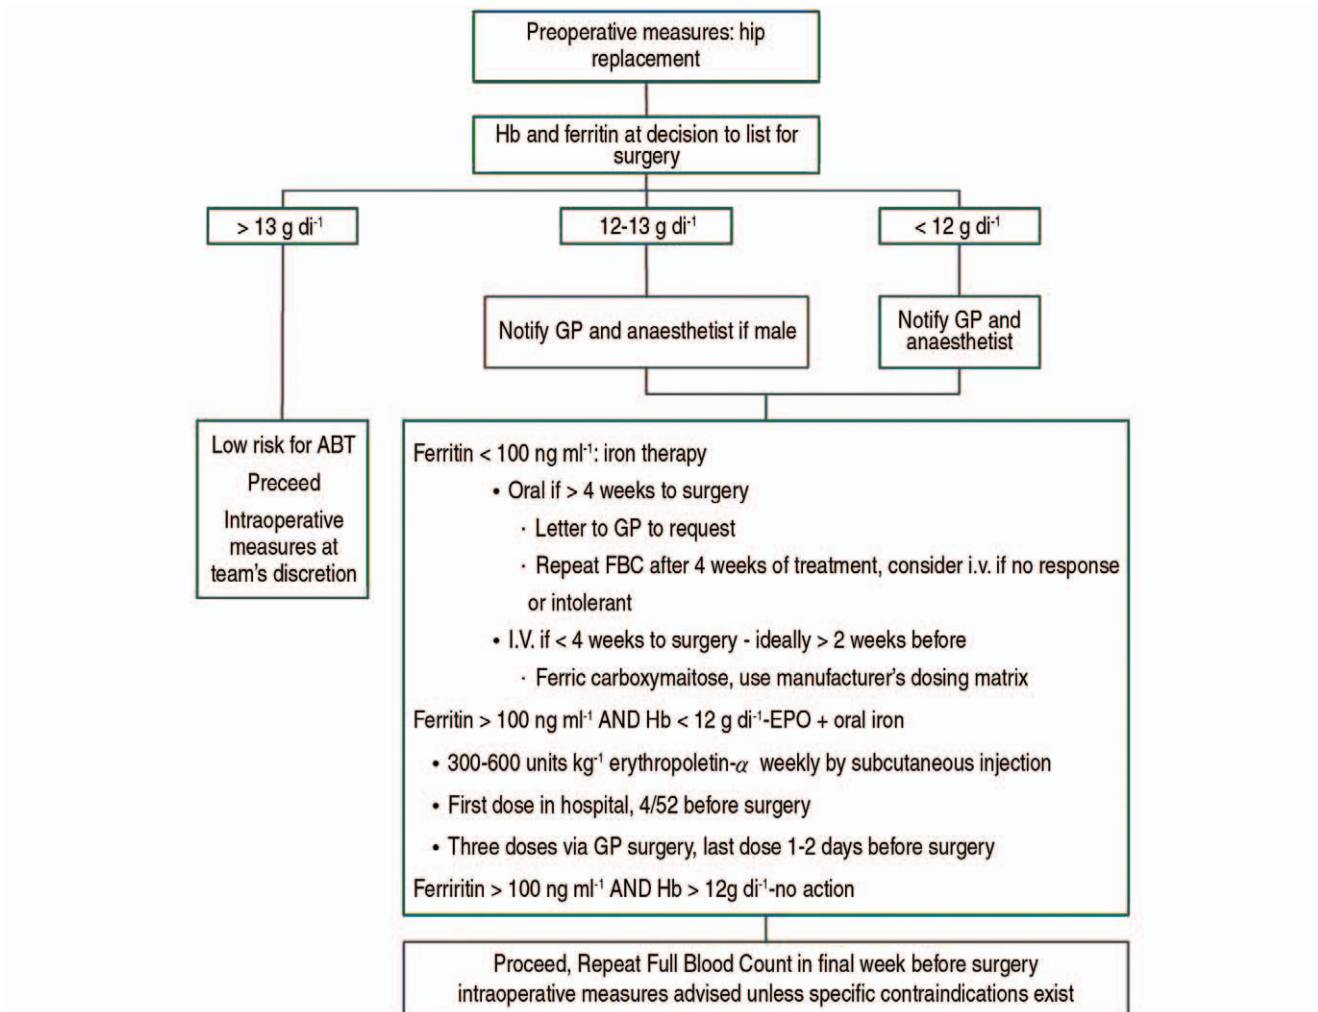 Preoperative measures: hip
replacement
Hb and ferritin at decision to list for
surgery
> 13 g di⁻¹
12-13 g di⁻¹
< 12 g di⁻¹
Notify GP and anaesthetist if male
Notify GP and
anaesthetist
Low risk for ABT
Preceed
Intraoperative
measures at
team's discretion
Ferritin < 100 ng ml⁻¹: iron therapy
• Oral if > 4 weeks to surgery
· Letter to GP to request
· Repeat FBC after 4 weeks of treatment, consider i.v. if no response
or intolerant
• I.V. if < 4 weeks to surgery - ideally > 2 weeks before
· Ferric carboxymaitose, use manufacturer's dosing matrix
Ferritin > 100 ng ml⁻¹ AND Hb < 12 g di⁻¹-EPO + oral iron
• 300-600 units kg⁻¹ erythropoletin-α weekly by subcutaneous injection
• First dose in hospital, 4/52 before surgery
• Three doses via GP surgery, last dose 1-2 days before surgery
Ferriritin > 100 ng ml⁻¹ AND Hb > 12g di⁻¹-no action
Proceed, Repeat Full Blood Count in final week before surgery
intraoperative measures advised unless specific contraindications exist